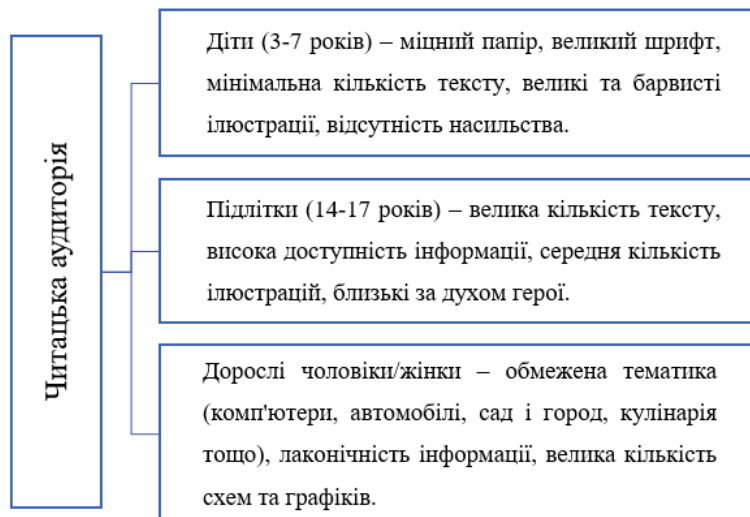 Читацька аудиторія
Діти (3-7 років) – міцний папір, великий шрифт,
мінімальна кількість тексту, великі та барвисті
ілюстрації, відсутність насильства.
Підлітки (14-17 років) – велика кількість тексту,
висока доступність інформації, середня кількість
ілюстрацій, близькі за духом герої.
Дорослі чоловіки/жінки – обмежена тематика
(комп'ютери, автомобілі, сад і город, кулінарія
тощо), лаконічність інформації, велика кількість
схем та графіків.